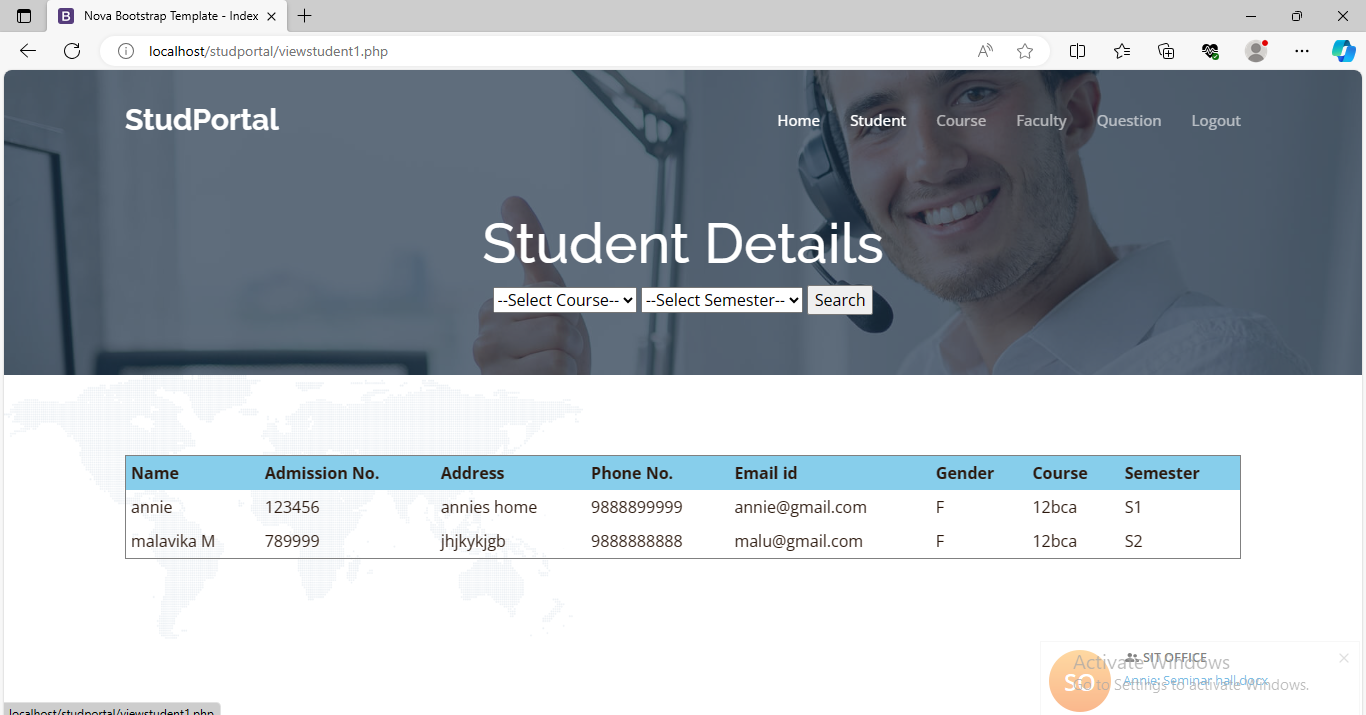 Nova Bootstrap Template - Index
localhost/studportal/viewstudent1.php
StudPortal
Home Student Course Faculty Question Logout
Student Details
--Select Course-- --Select Semester-- Search
Name Admission No. Address Phone No. Email id Gender Course Semester
annie 123456 annies home 9888899999 annie@gmail.com F 12bca S1
malavika M 789999 jhjkykjgb 9888888888 malu@gmail.com F 12bca S2
SIT OFFICE
Activate Windows
SO
Annie: Seminar hall.docx
Go to Settings to activate Windows.
localhost/studportal/viewstudent1.php